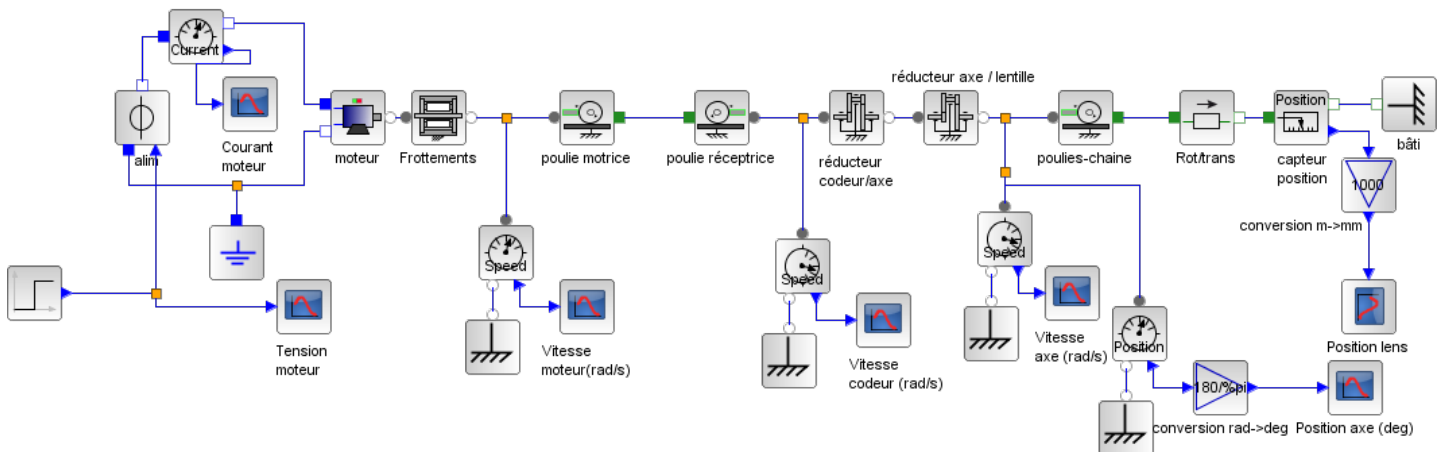 Current
alim
Courant
moteur
moteur
Frottements
poulie motrice
poulie réceptrice
réducteur
codeur/axe
réducteur axe / lentille
poulies-chaine
Rot/trans
Position
capteur
position
bâti
1000
conversion m->mm
Position lens
Tension
moteur
Speed
Vitesse
moteur(rad/s)
Speed
Vitesse
codeur (rad/s)
Speed
Vitesse
axe (rad/s)
Position
180/%pi
conversion rad->deg
Position axe (deg)